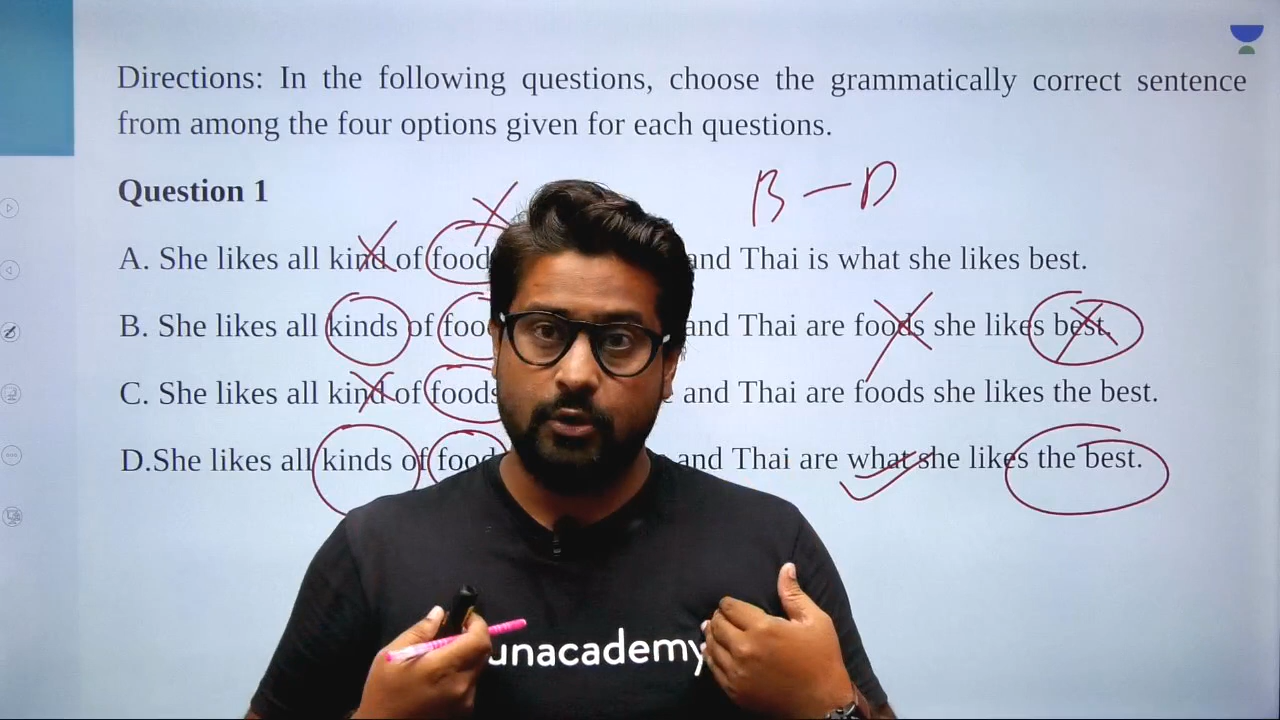 Directions: In the following questions, choose the grammatically correct sentence
from among the four options given for each questions.
Question 1
B – D
A. She likes all kind of food and Thai is what she likes best.
B. She likes all kinds of and Thai are foods she likes best.
C. She likes all kind of foods and Thai are foods she likes the best.
D.She likes all kinds of food and Thai are what she likes the best.
unacademy